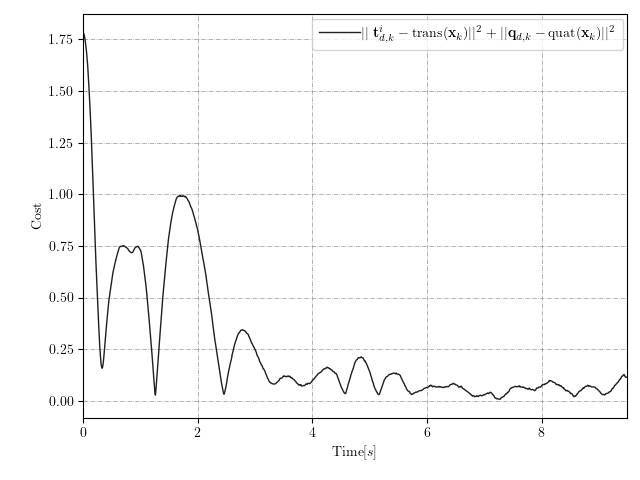 || t^i_{d,k} − trans(x_k)||² + ||q_{d,k} − quat(x_k)||²
1.75
1.50
1.25
1.00
0.75
0.50
0.25
0.00
Cost
0 2 4 6 8
Time[s]